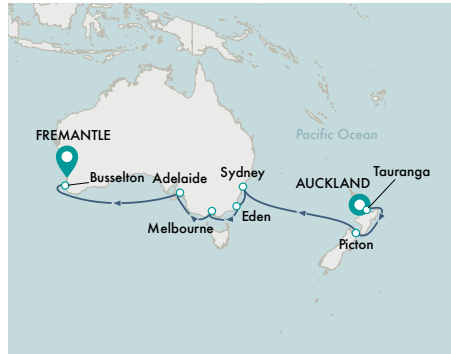 Pacific Ocean
FREMANTLE
Busselton
Adelaide
Sydney
Tauranga
AUCKLAND
Eden
Melbourne
Picton